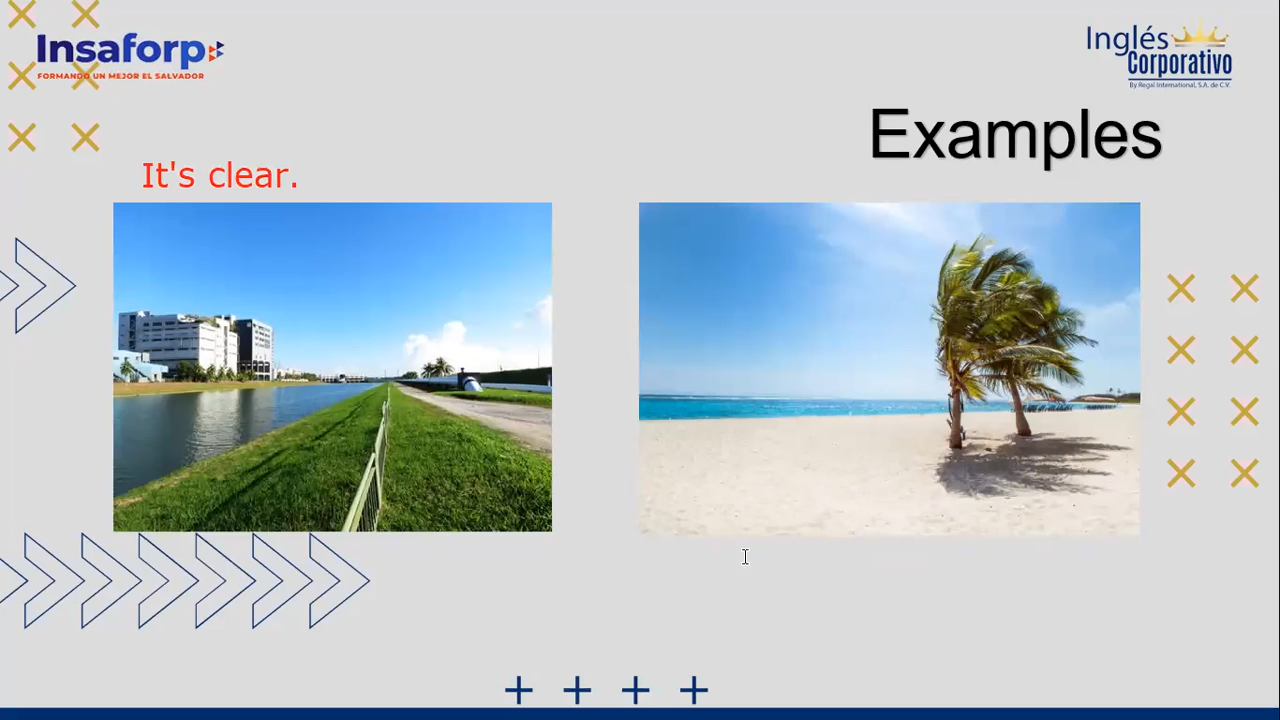 Insaforp
FORMANDO UN MEJOR EL SALVADOR
Inglés
Corporativo
By Regal International, S.A. de C.V.
Examples
It's clear.